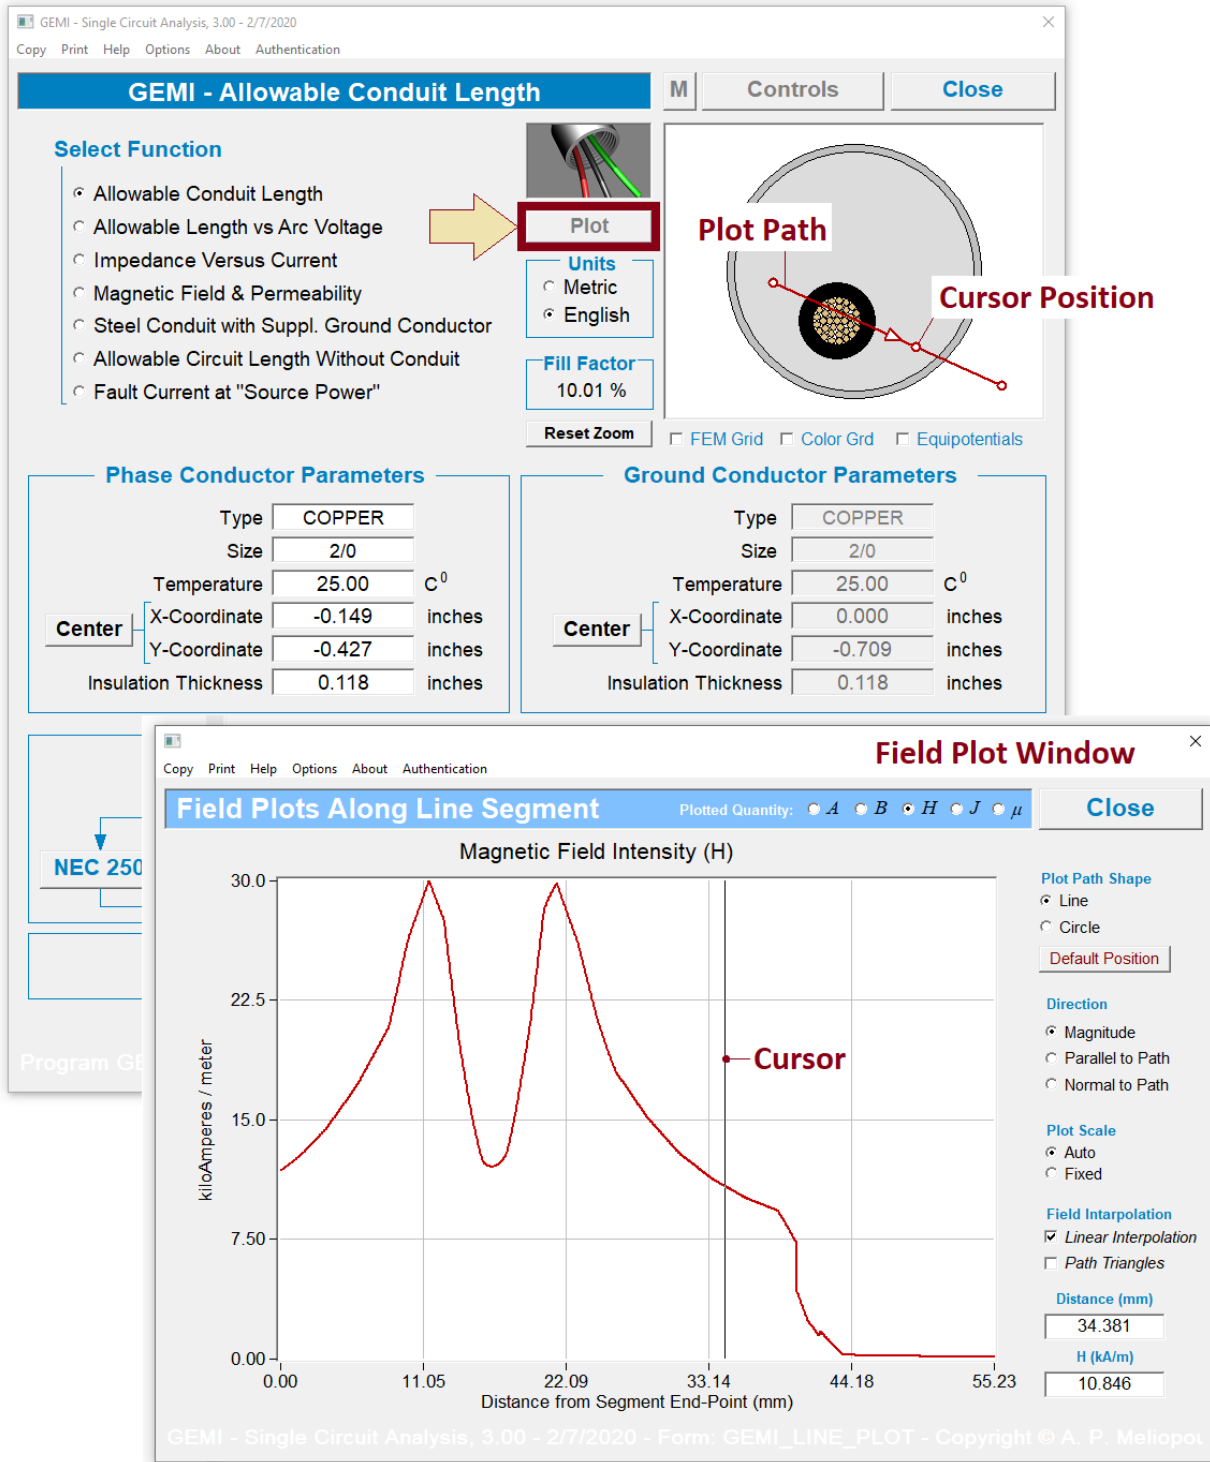 GEMI - Single Circuit Analysis, 3.00 - 2/7/2020
Copy Print Help Options About Authentication
GEMI - Allowable Conduit Length
M Controls Close
Select Function
Allowable Conduit Length
Allowable Length vs Arc Voltage
Impedance Versus Current
Magnetic Field & Permeability
Steel Conduit with Suppl. Ground Conductor
Allowable Circuit Length Without Conduit
Fault Current at "Source Power"
Plot
Units
Metric
English
Fill Factor
10.01 %
Reset Zoom
Plot Path
Cursor Position
FEM Grid Color Grd Equipotentials
Phase Conductor Parameters
Type COPPER
Size 2/0
Temperature 25.00 C0
Center
X-Coordinate -0.149 inches
Y-Coordinate -0.427 inches
Insulation Thickness 0.118 inches
Ground Conductor Parameters
Type COPPER
Size 2/0
Temperature 25.00 C0
Center
X-Coordinate 0.000 inches
Y-Coordinate -0.709 inches
Insulation Thickness 0.118 inches
NEC 250
Program GE
Field Plot Window
Copy Print Help Options About Authentication
Field Plots Along Line Segment
Plotted Quantity: A B H J μ
Close
Magnetic Field Intensity (H)
30.0
22.5
15.0
7.50
0.00
kiloAmperes / meter
Cursor
0.00 11.05 22.09 33.14 44.18 55.23
Distance from Segment End-Point (mm)
Plot Path Shape
Line
Circle
Default Position
Direction
Magnitude
Parallel to Path
Normal to Path
Plot Scale
Auto
Fixed
Field Intarpolation
Linear Interpolation
Path Triangles
Distance (mm)
34.381
H (kA/m)
10.846
GEMI - Single Circuit Analysis, 3.00 - 2/7/2020 - Form: GEMI_LINE_PLOT - Copyright © A. P. Meliopou